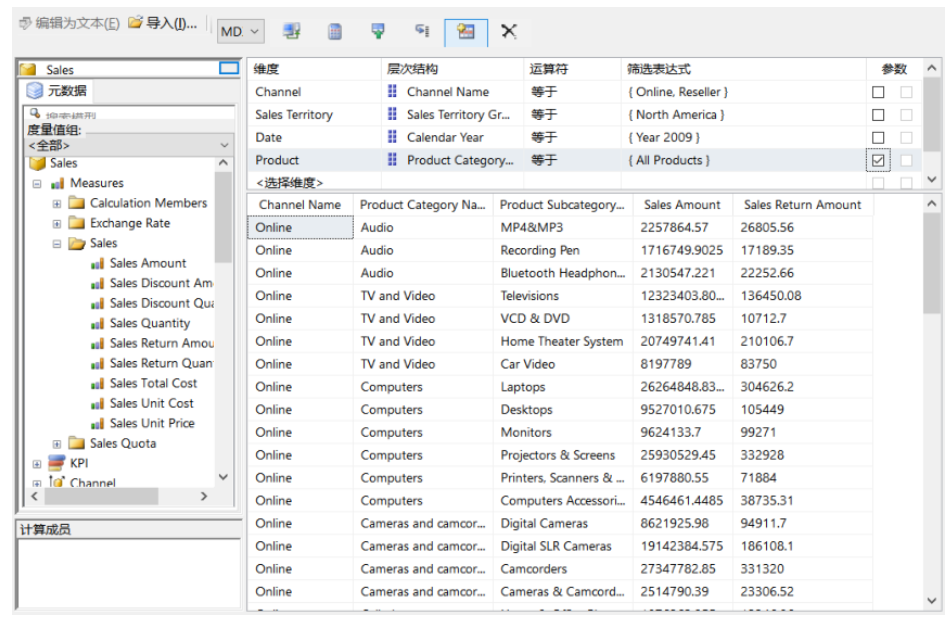 编辑为文本(E) 导入(I)... MD.
Sales
元数据
搜索模型
度量值组:
<全部>
Sales
Measures
Calculation Members
Exchange Rate
Sales
Sales Amount
Sales Discount Am
Sales Discount Qua
Sales Quantity
Sales Return Amou
Sales Return Quan
Sales Total Cost
Sales Unit Cost
Sales Unit Price
Sales Quota
KPI
Channel
计算成员
维度 层次结构 运算符 筛选表达式 参数
Channel Channel Name 等于 { Online, Reseller }
Sales Territory Sales Territory Gr... 等于 { North America }
Date Calendar Year 等于 { Year 2009 }
Product Product Category... 等于 { All Products }
<选择维度>
Channel Name Product Category Na... Product Subcategory... Sales Amount Sales Return Amount
Online Audio MP4&MP3 2257864.57 26805.56
Online Audio Recording Pen 1716749.9025 17189.35
Online Audio Bluetooth Headphon... 2130547.221 22252.66
Online TV and Video Televisions 12323403.80... 136450.08
Online TV and Video VCD & DVD 1318570.785 10712.7
Online TV and Video Home Theater System 20749741.41 210106.7
Online TV and Video Car Video 8197789 83750
Online Computers Laptops 26264848.83... 304626.2
Online Computers Desktops 9527010.675 105449
Online Computers Monitors 9624133.7 99271
Online Computers Projectors & Screens 25930529.45 332928
Online Computers Printers, Scanners & ... 6197880.55 71884
Online Computers Computers Accessori... 4546461.4485 38735.31
Online Cameras and camcor... Digital Cameras 8621925.98 94911.7
Online Cameras and camcor... Digital SLR Cameras 19142384.575 186108.1
Online Cameras and camcor... Camcorders 27347782.85 331320
Online Cameras and camcor... Cameras & Camcord... 2514790.39 23306.52